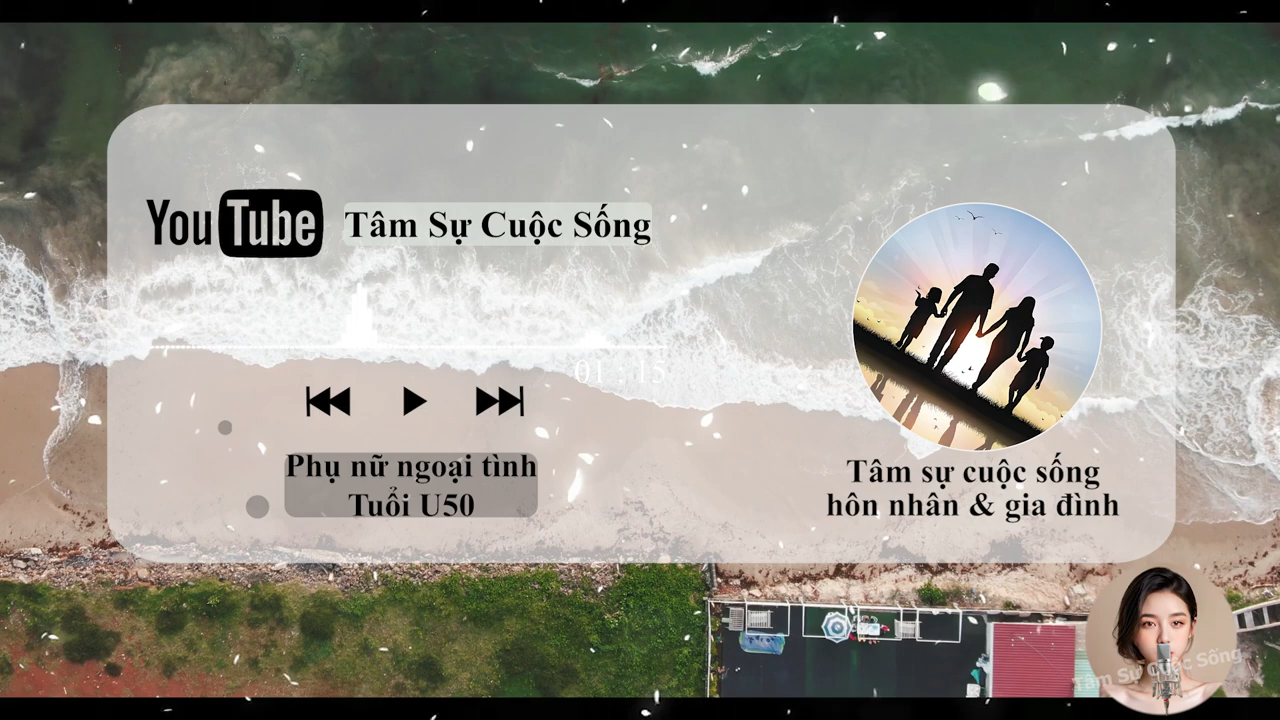 YouTube
Tâm Sự Cuộc Sống
01 : 15
Phụ nữ ngoại tình
Tuổi U50
Tâm sự cuộc sống
hôn nhân & gia đình
Tâm Sự Cuộc Sống